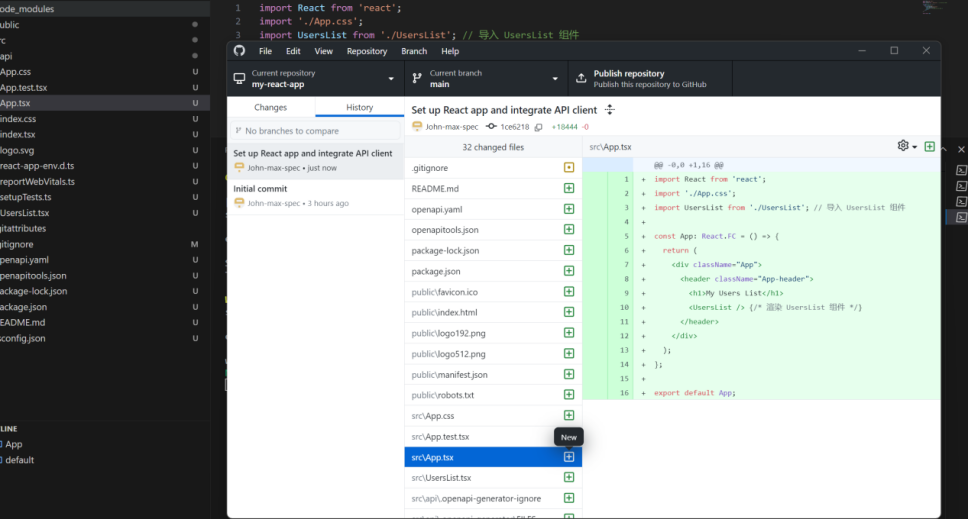 ode_modules
ublic
rc
api
App.css U
App.test.tsx U
App.tsx U
index.css U
index.tsx U
logo.svg U
react-app-env.d.ts U
reportWebVitals.ts U
setupTests.ts U
UsersList.tsx U
itattributes
itignore M
penapi.yaml U
penapitools.json U
ackage-lock.json U
ackage.json U
EADME.md U
sconfig.json U
LINE
App
default
1 import React from 'react';
2 import './App.css';
3 import UsersList from './UsersList'; // 导入 UsersList 组件
File Edit View Repository Branch Help
Current repository
my-react-app
Current branch
main
Publish repository
Publish this repository to GitHub
Changes History
No branches to compare
Set up React app and integrate API client
John-max-spec • just now
Initial commit
John-max-spec • 3 hours ago
Set up React app and integrate API client
John-max-spec 1ce6218 +18444 -0
32 changed files
.gitignore
README.md
openapi.yaml
openapitools.json
package-lock.json
package.json
public\favicon.ico
public\index.html
public\logo192.png
public\logo512.png
public\manifest.json
public\robots.txt
src\App.css
src\App.test.tsx
New
src\App.tsx
src\UsersList.tsx
src\api\.openapi-generator-ignore
src\App.tsx
@@ -0,0 +1,16 @@
1 + import React from 'react';
2 + import './App.css';
3 + import UsersList from './UsersList'; // 导入 UsersList 组件
4 +
5 + const App: React.FC = () => {
6 + return (
7 + <div className="App">
8 + <header className="App-header">
9 + <h1>My Users List</h1>
10 + <UsersList /> {/* 渲染 UsersList 组件 */}
11 + </header>
12 + </div>
13 + );
14 + };
15 +
16 + export default App;